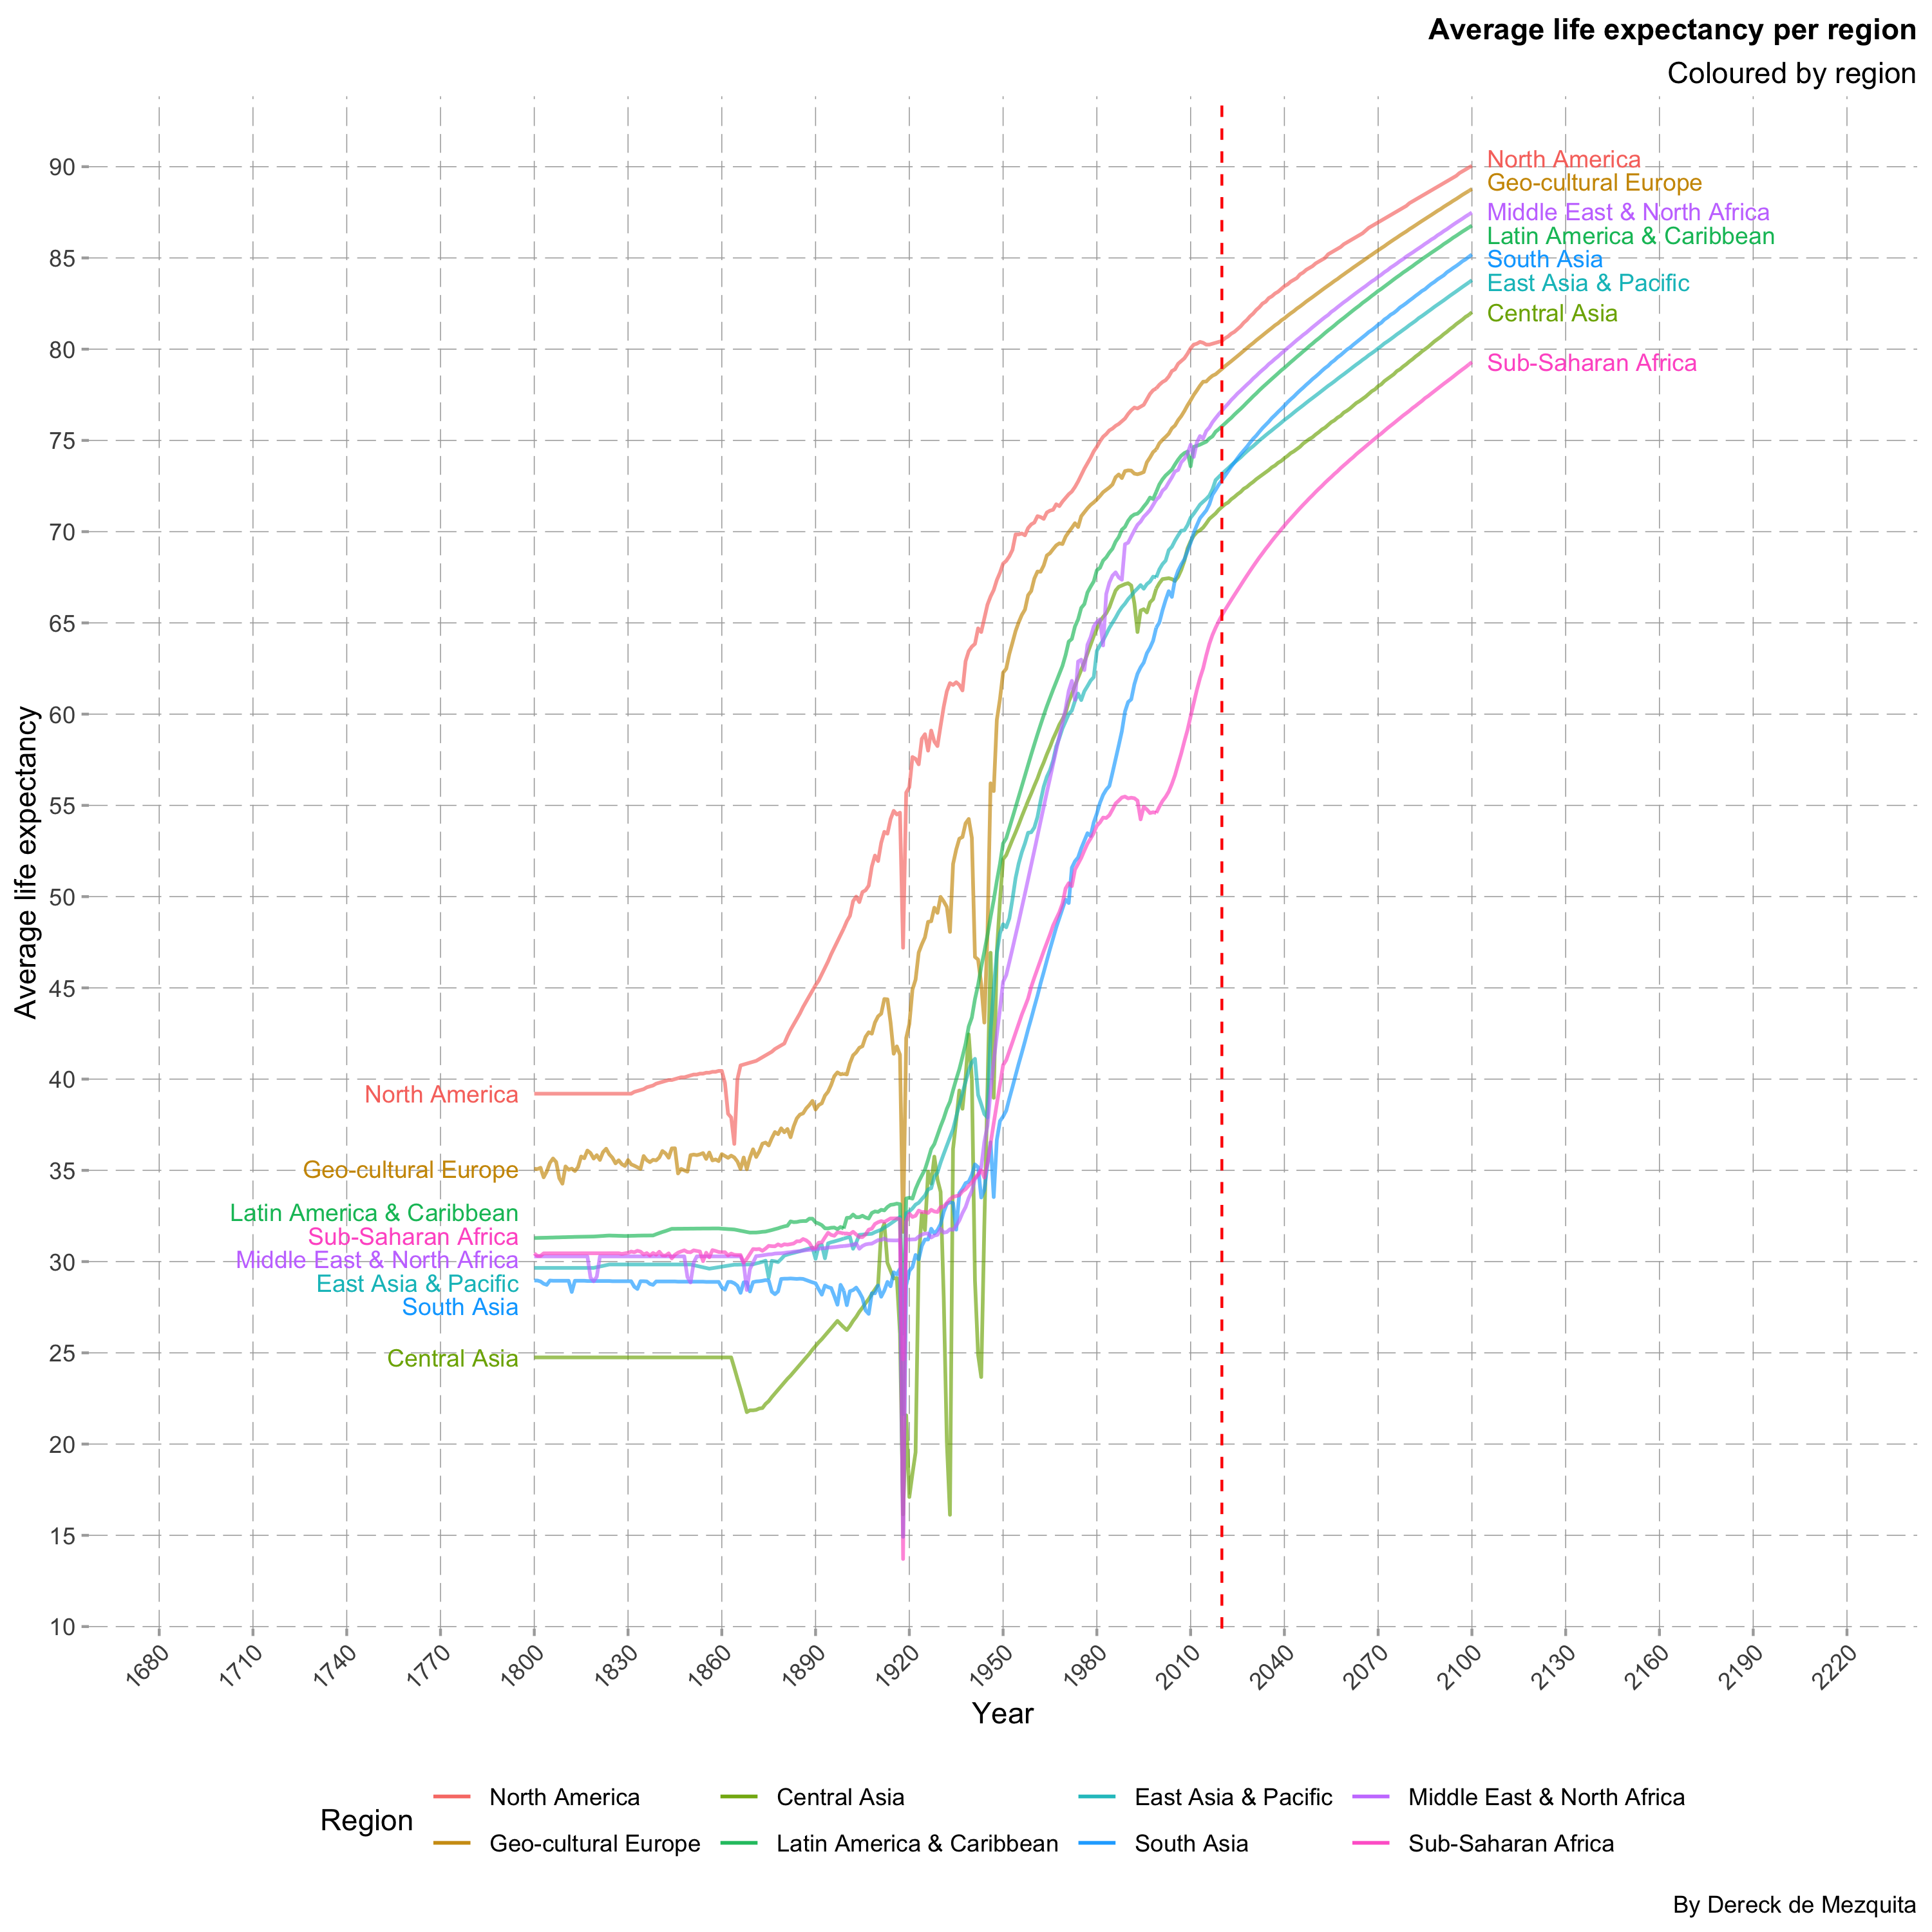 Average life expectancy per region
Coloured by region
Average life expectancy
90
85
80
75
70
65
60
55
50
45
40
35
30
25
20
15
10
North America
Geo-cultural Europe
Latin America & Caribbean
Sub-Saharan Africa
Middle East & North Africa
East Asia & Pacific
South Asia
Central Asia
North America
Geo-cultural Europe
Middle East & North Africa
Latin America & Caribbean
South Asia
East Asia & Pacific
Central Asia
Sub-Saharan Africa
1680 1710 1740 1770 1800 1830 1860 1890 1920 1950 1980 2010 2040 2070 2100 2130 2160 2190 2220
Year
Region
North America Central Asia East Asia & Pacific Middle East & North Africa
Geo-cultural Europe Latin America & Caribbean South Asia Sub-Saharan Africa
By Dereck de Mezquita